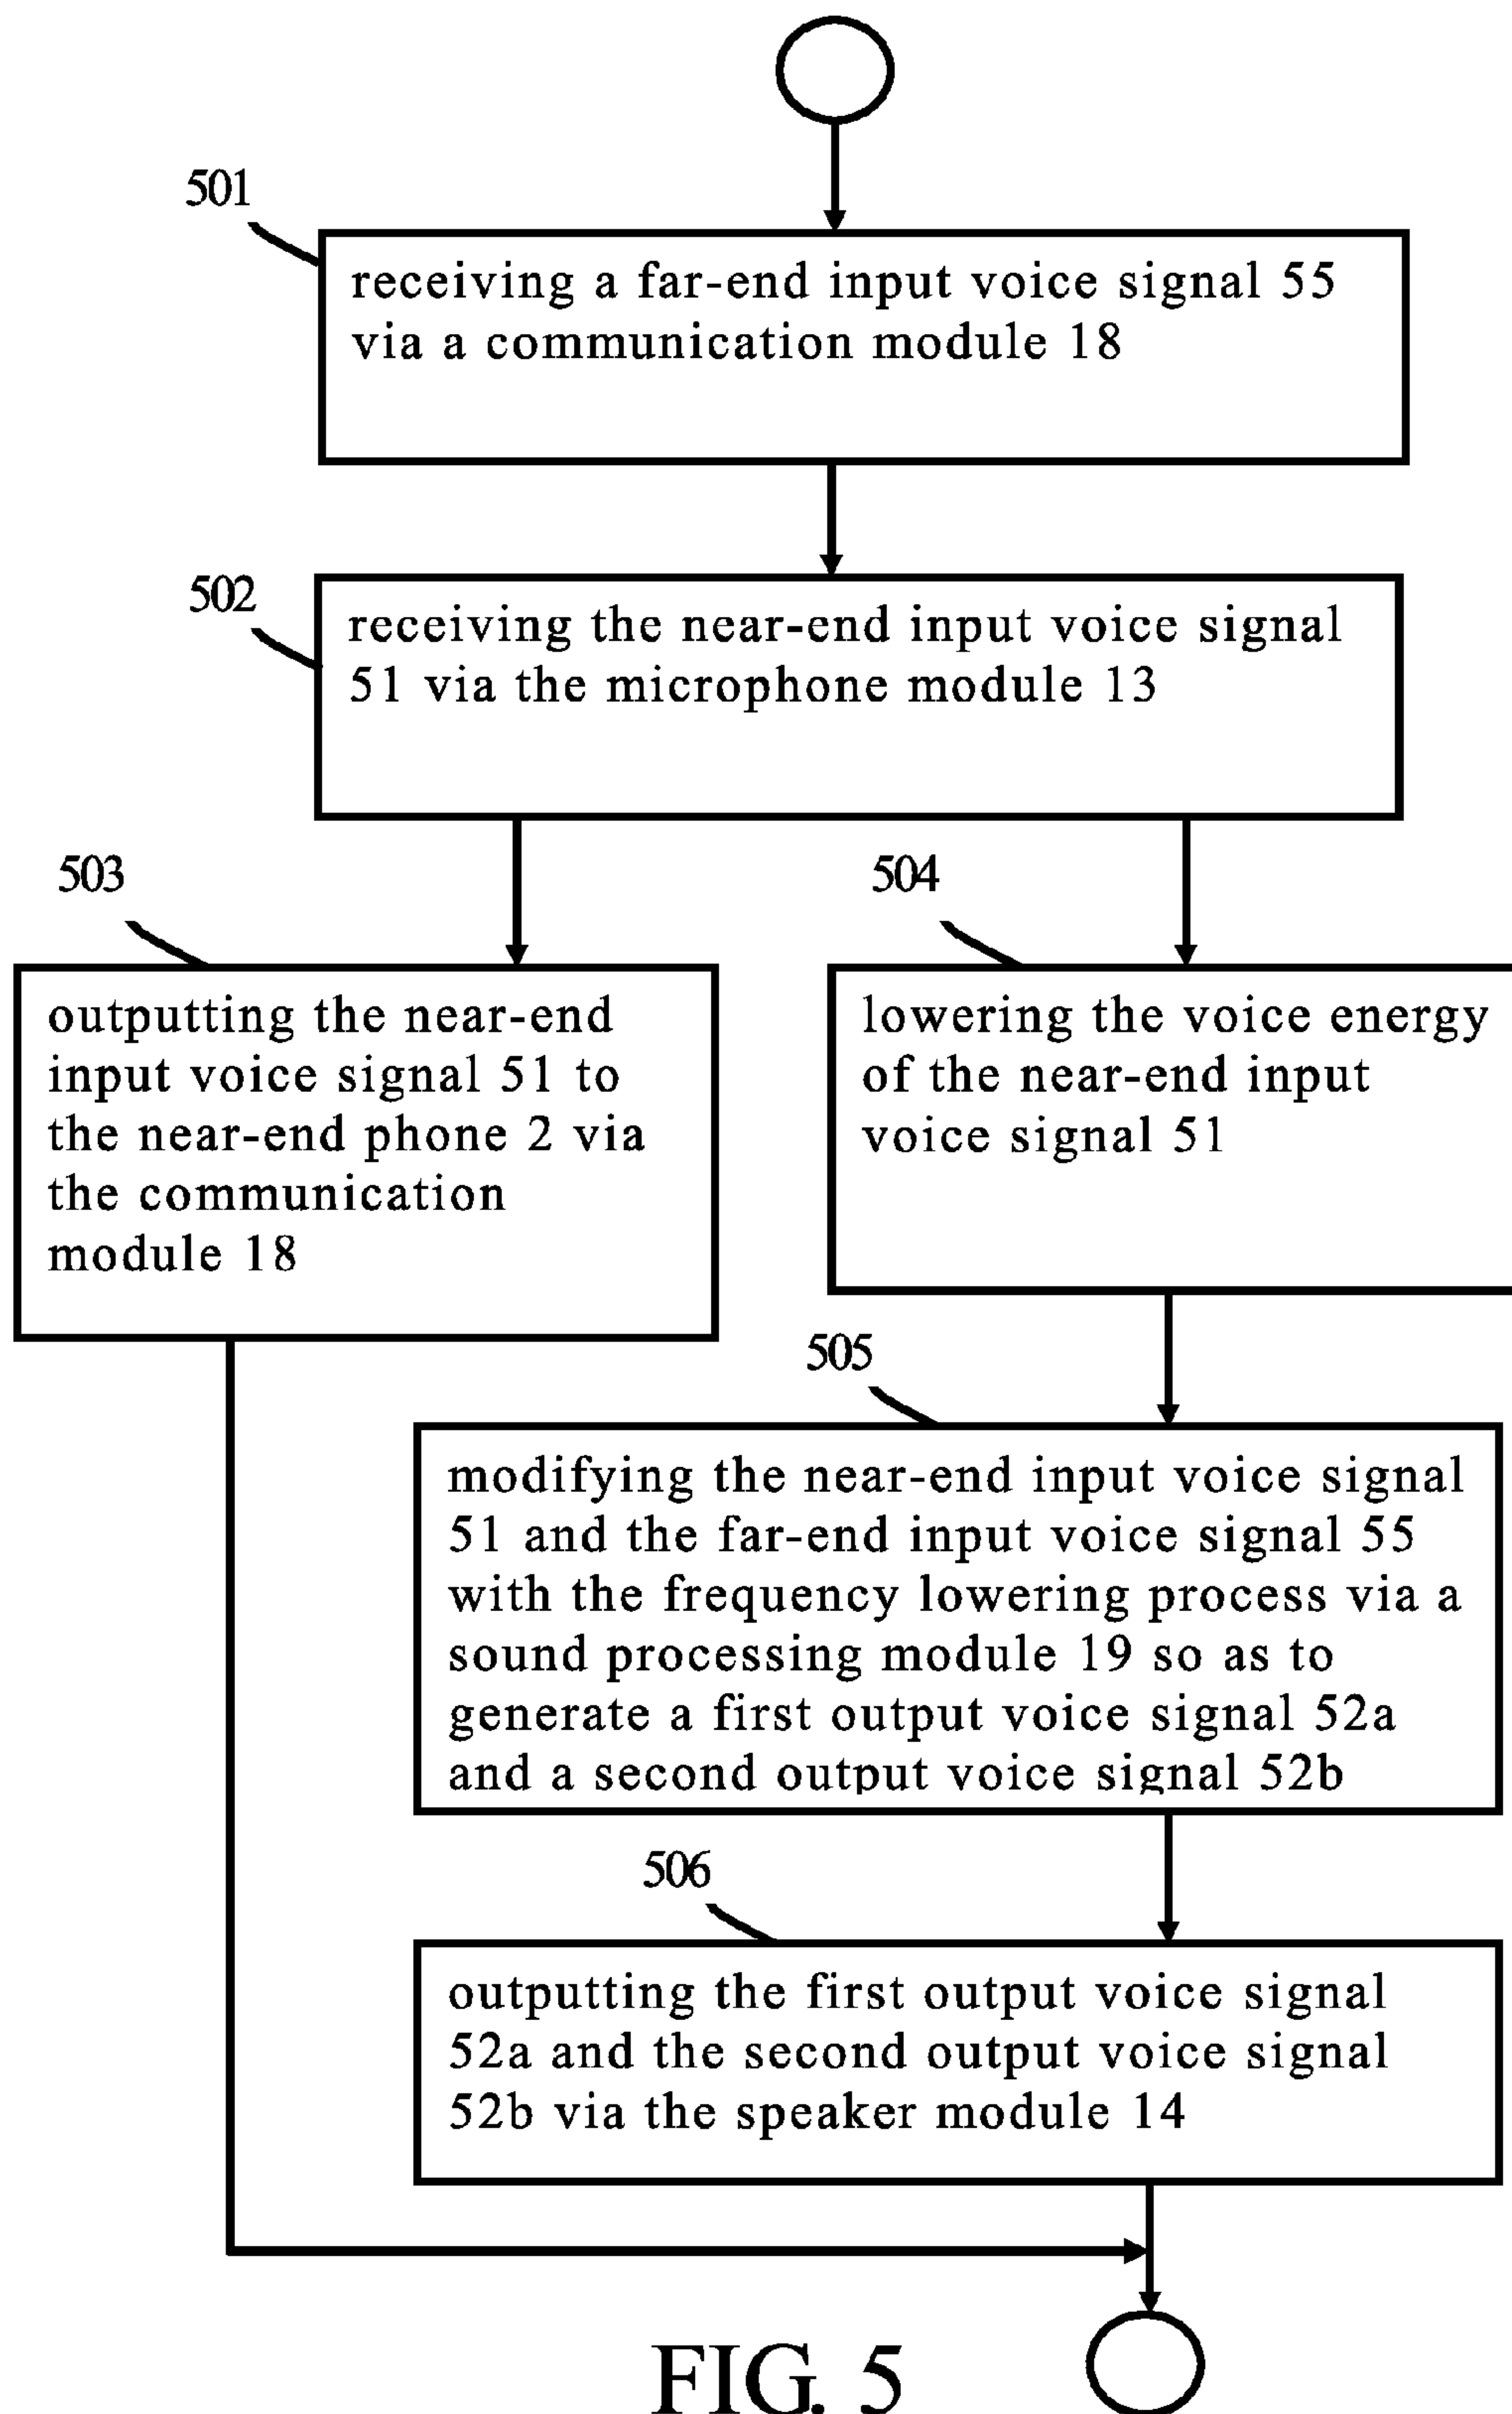 501
receiving a far-end input voice signal 55
via a communication module 18
502
receiving the near-end input voice signal
51 via the microphone module 13
503
outputting the near-end
input voice signal 51 to
the near-end phone 2 via
the communication
module 18
504
lowering the voice energy
of the near-end input
voice signal 51
505
modifying the near-end input voice signal
51 and the far-end input voice signal 55
with the frequency lowering process via a
sound processing module 19 so as to
generate a first output voice signal 52a
and a second output voice signal 52b
506
outputting the first output voice signal
52a and the second output voice signal
52b via the speaker module 14
FIG. 5